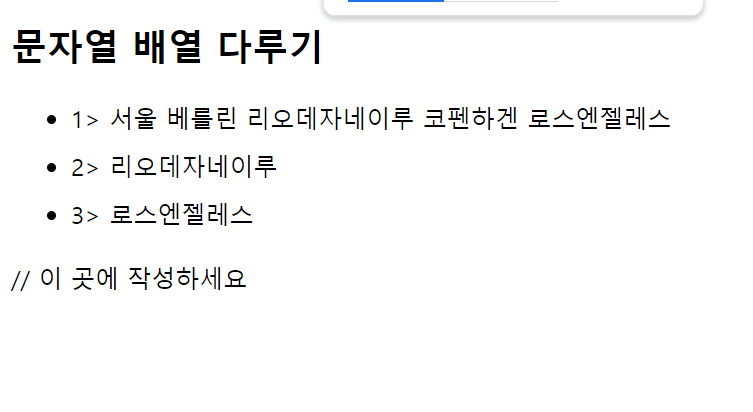 문자열 배열 다루기
1> 서울 베를린 리오데자네이루 코펜하겐 로스엔젤레스
2> 리오데자네이루
3> 로스엔젤레스
// 이 곳에 작성하세요